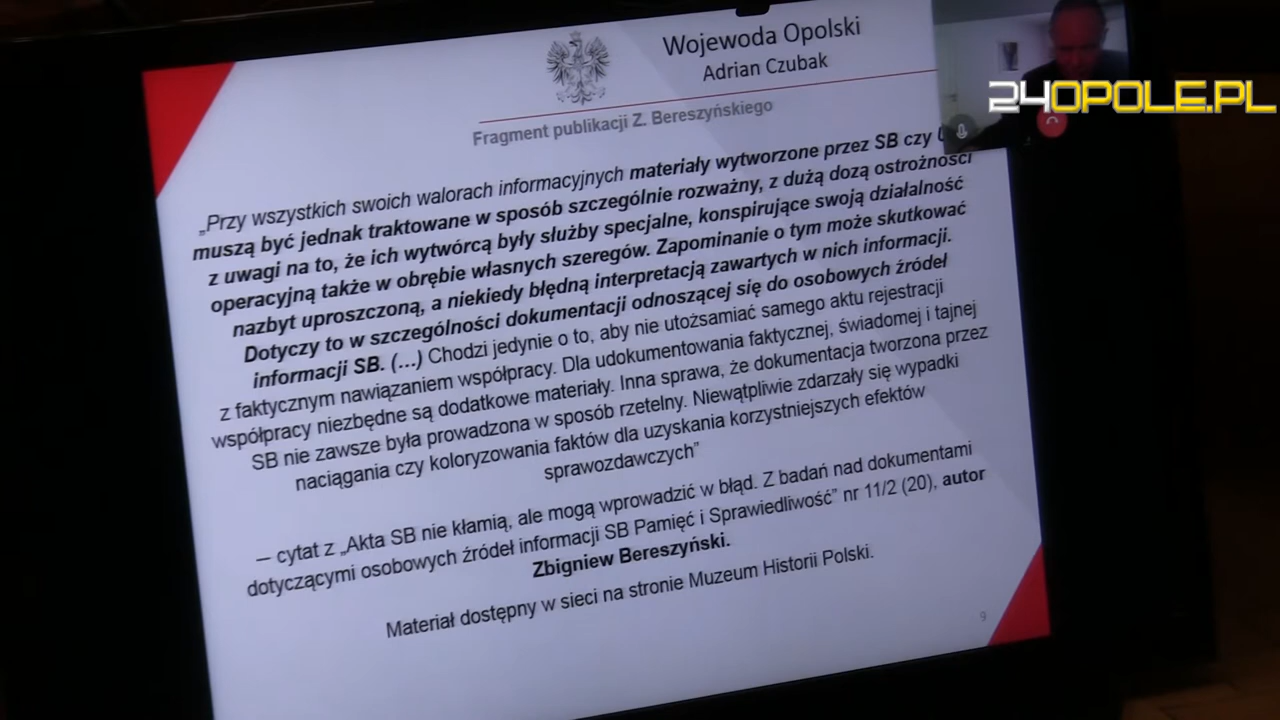 Wojewoda Opolski
Adrian Czubak
24OPOLE.PL
Fragment publikacji Z. Bereszyńskiego
„Przy wszystkich swoich walorach informacyjnych materiały wytworzone przez SB czy
muszą być jednak traktowane w sposób szczególnie rozważny, z dużą dozą ostrożności
z uwagi na to, że ich wytwórcą były służby specjalne, konspirujące swoją działalność
operacyjną także w obrębie własnych szeregów. Zapominanie o tym może skutkować
nazbyt uproszczoną, a niekiedy błędną interpretacją zawartych w nich informacji.
Dotyczy to w szczególności dokumentacji odnoszącej się do osobowych źródeł
informacji SB. (…) Chodzi jedynie o to, aby nie utożsamiać samego aktu rejestracji
z faktycznym nawiązaniem współpracy. Dla udokumentowania faktycznej, świadomej i tajnej
współpracy niezbędne są dodatkowe materiały. Inna sprawa, że dokumentacja tworzona przez
SB nie zawsze była prowadzona w sposób rzetelny. Niewątpliwie zdarzały się wypadki
naciągania czy koloryzowania faktów dla uzyskania korzystniejszych efektów
sprawozdawczych”
— cytat z „Akta SB nie kłamią, ale mogą wprowadzić w błąd. Z badań nad dokumentami
dotyczącymi osobowych źródeł informacji SB Pamięć i Sprawiedliwość” nr 11/2 (20), autor
Zbigniew Bereszyński.
Materiał dostępny w sieci na stronie Muzeum Historii Polski.
9